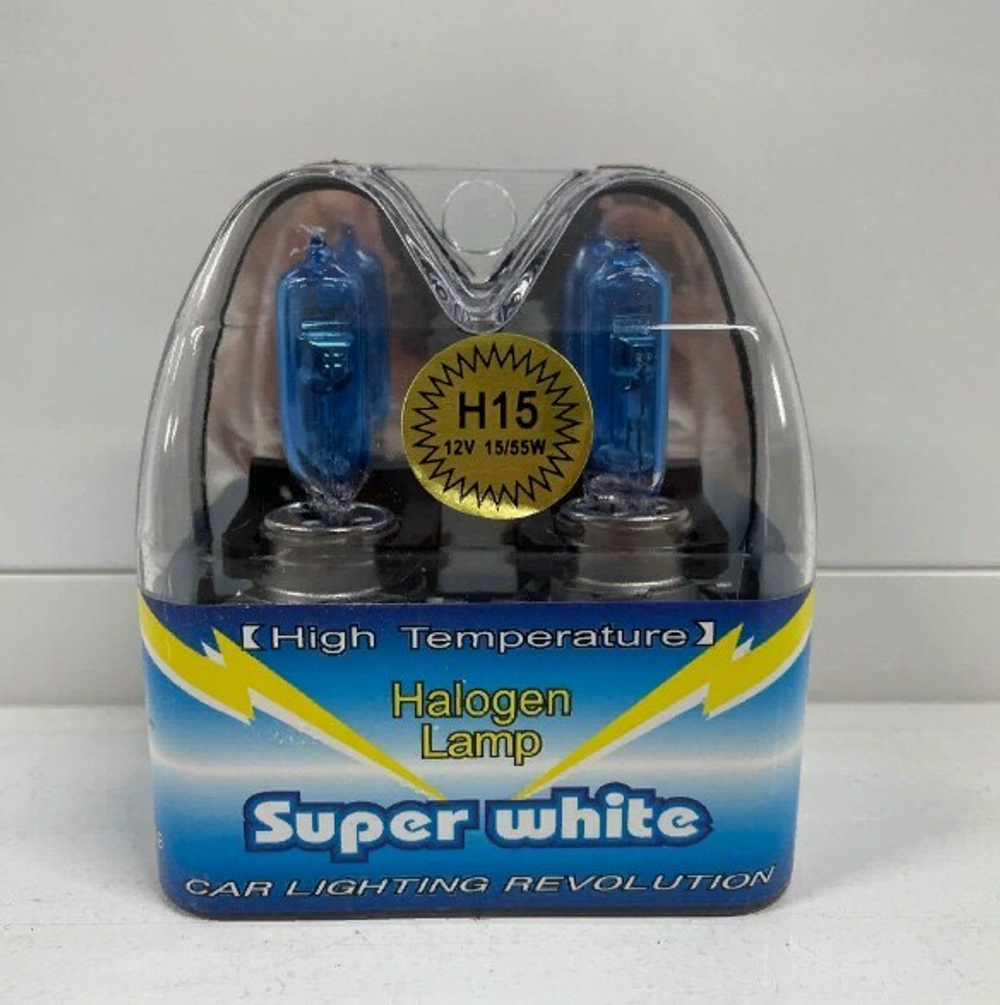 H15
12V 15/55W
【High Temperature】
Halogen
Lamp
Super white
CAR LIGHTING REVOLUTION